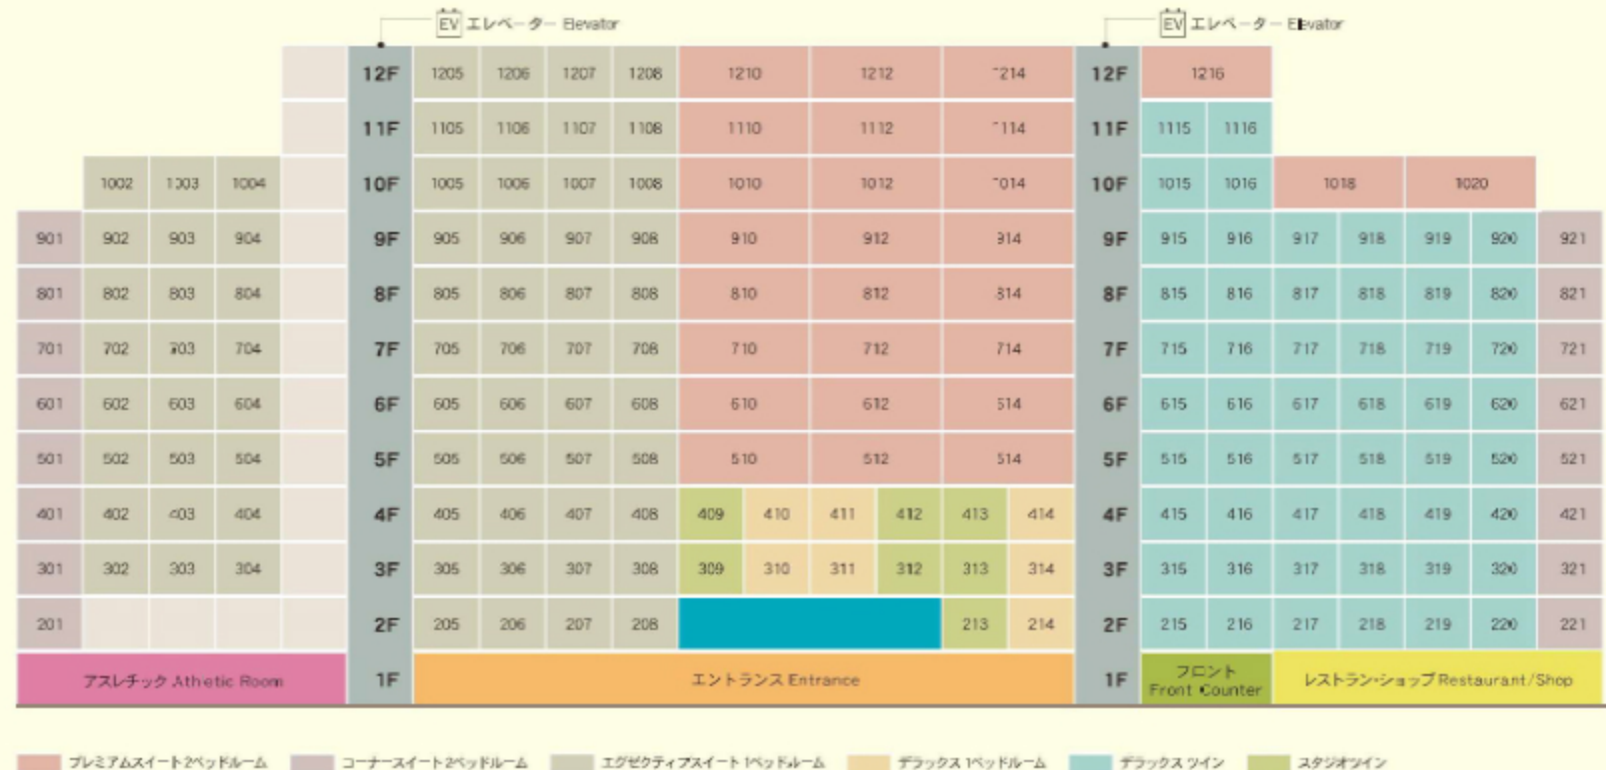 EV エレベーター Elevator EV エレベーター Elevator
12F 1205 1206 1207 1208 1210 1212 1214 12F 1216
11F 1105 1106 1107 1108 1110 1112 1114 11F 1115 1116
1002 1003 1004 10F 1005 1006 1007 1008 1010 1012 1014 10F 1015 1016 1018 1020
901 902 903 904 9F 905 906 907 908 910 912 914 9F 915 916 917 918 919 920 921
801 802 803 804 8F 805 806 807 808 810 812 814 8F 815 816 817 818 819 820 821
701 702 703 704 7F 705 706 707 708 710 712 714 7F 715 716 717 718 719 720 721
601 602 603 604 6F 605 606 607 608 610 612 614 6F 615 616 617 618 619 620 621
501 502 503 504 5F 505 506 507 508 510 512 514 5F 515 516 517 518 519 520 521
401 402 403 404 4F 405 406 407 408 409 410 411 412 413 414 4F 415 416 417 418 419 420 421
301 302 303 304 3F 305 306 307 308 309 310 311 312 313 314 3F 315 316 317 318 319 320 321
201 2F 205 206 207 208 213 214 2F 215 216 217 218 219 220 221
アスレチック Athletic Room 1F エントランス Entrance 1F フロント Front Counter レストラン・ショップ Restaurant/Shop
プレミアムスイート2ベッドルーム コーナースイート2ベッドルーム エグゼクティブスイート 1ベッドルーム デラックス 1ベッドルーム デラックス ツイン スタジオツイン